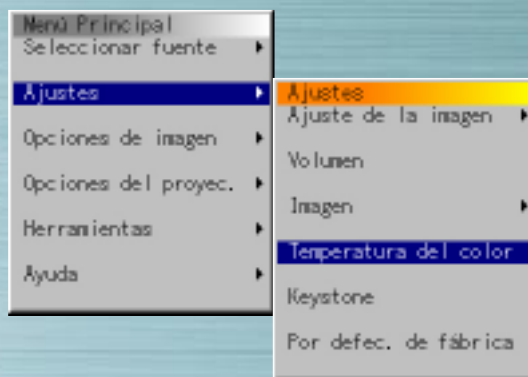 Menú Principal
Seleccionar fuente
Ajustes
Opciones de imagen
Opciones del proyec.
Herramientas
Ayuda
Ajustes
Ajuste de la imagen
Volumen
Imagen
Temperatura del color
Keystone
Por defec. de fábrica